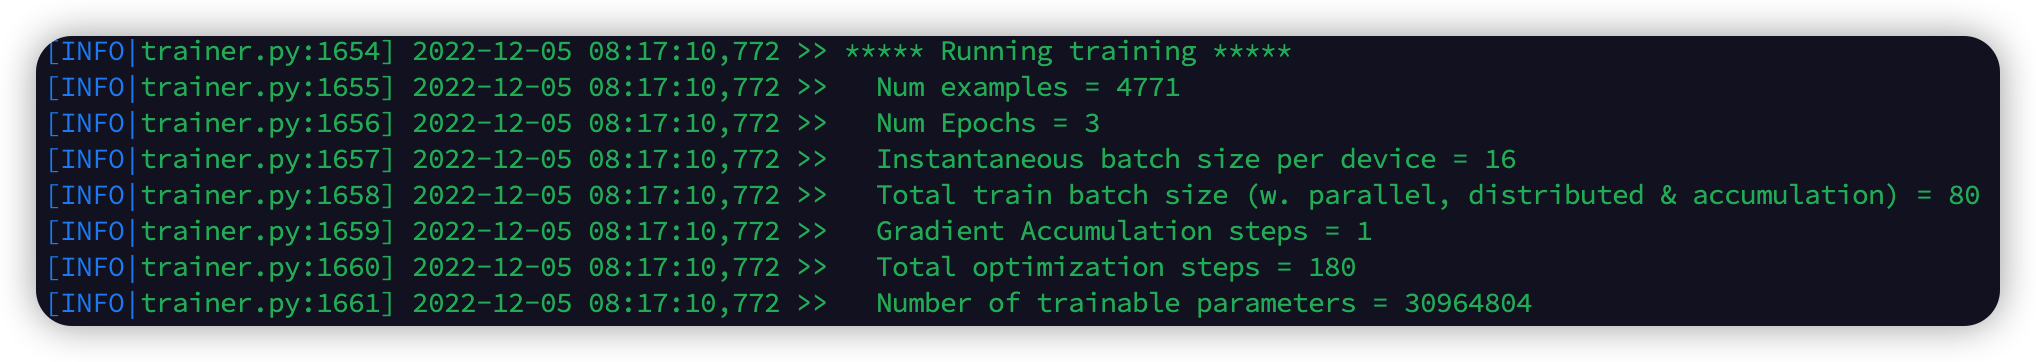 [INFO|trainer.py:1654] 2022-12-05 08:17:10,772 >> ***** Running training *****
[INFO|trainer.py:1655] 2022-12-05 08:17:10,772 >>   Num examples = 4771
[INFO|trainer.py:1656] 2022-12-05 08:17:10,772 >>   Num Epochs = 3
[INFO|trainer.py:1657] 2022-12-05 08:17:10,772 >>   Instantaneous batch size per device = 16
[INFO|trainer.py:1658] 2022-12-05 08:17:10,772 >>   Total train batch size (w. parallel, distributed & accumulation) = 80
[INFO|trainer.py:1659] 2022-12-05 08:17:10,772 >>   Gradient Accumulation steps = 1
[INFO|trainer.py:1660] 2022-12-05 08:17:10,772 >>   Total optimization steps = 180
[INFO|trainer.py:1661] 2022-12-05 08:17:10,772 >>   Number of trainable parameters = 30964804